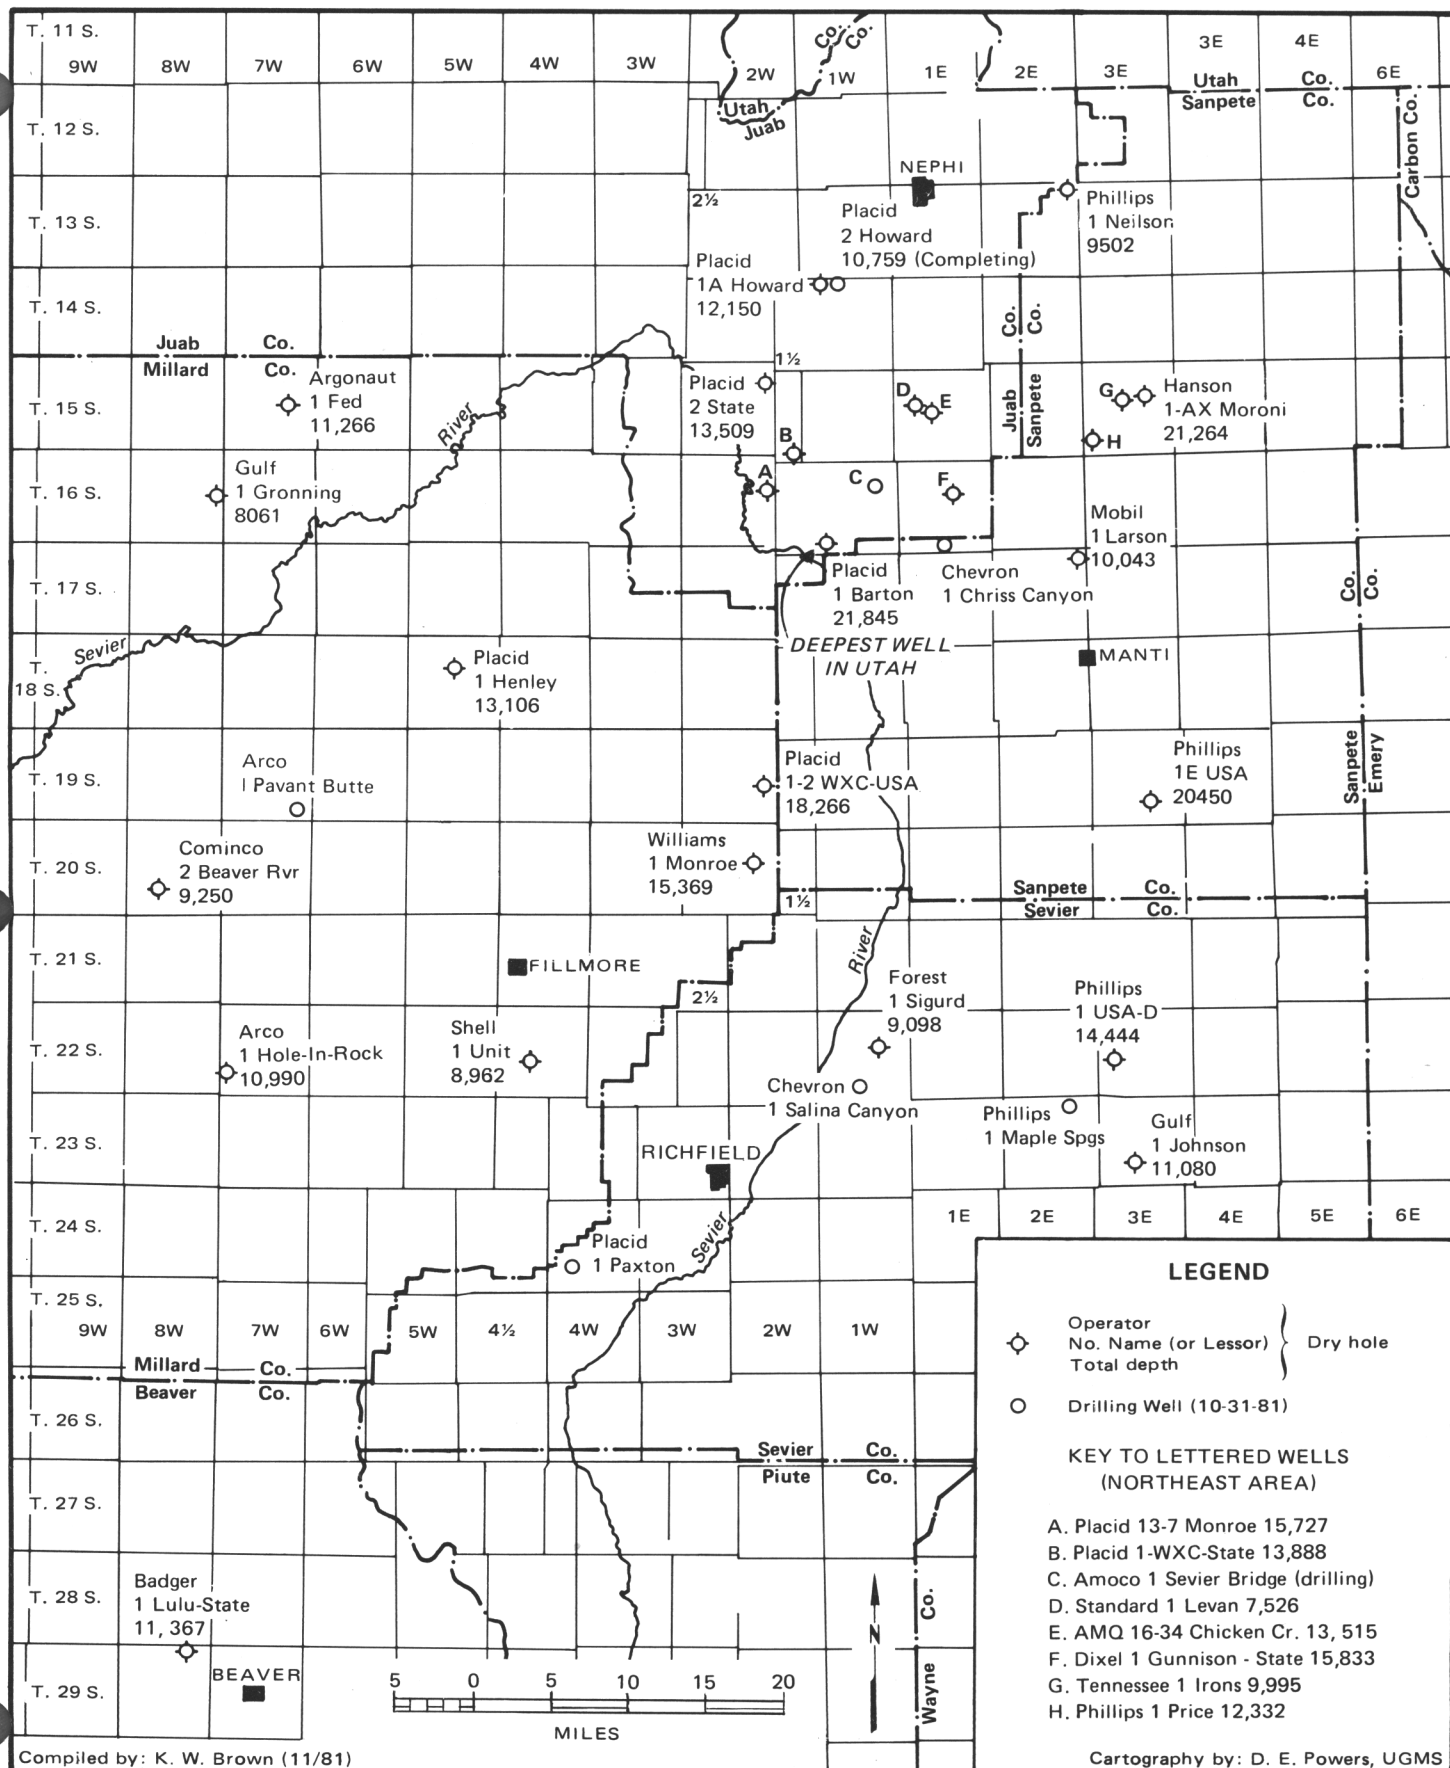 T. 11 S.
9W 8W 7W 6W 5W 4W 3W 2W 1W 1E 2E 3E 3E 4E 6E
Co.
Co.
Co.
Co.
Utah Co.
Sanpete Co.
Utah
Juab
Carbon Co.
T. 12 S.
NEPHI
2½
T. 13 S.
Phillips
1 Neilson
9502
Placid
2 Howard
10,759 (Completing)
Placid
1A Howard
12,150
T. 14 S.
Juab Co.
Millard Co.
Co.
Co.
Juab
Sanpete
1½
Argonaut
1 Fed
11,266
T. 15 S.
River
Placid
2 State
13,509
B
D
E
G
Hanson
1-AX Moroni
21,264
H
Gulf
1 Gronning
8061
T. 16 S.
A
C
F
Mobil
1 Larson
10,043
T. 17 S.
Placid
1 Barton
21,845
Chevron
1 Chriss Canyon
Co.
Co.
DEEPEST WELL
IN UTAH
MANTI
Sevier
T.
18 S.
Placid
1 Henley
13,106
T. 19 S.
Arco
1 Pavant Butte
Placid
1-2 WXC-USA
18,266
Phillips
1E USA
20450
Sanpete
Emery
T. 20 S.
Cominco
2 Beaver Rvr
9,250
Williams
1 Monroe
15,369
1½
Sanpete Co.
Sevier Co.
T. 21 S.
FILLMORE
River
2½
Forest
1 Sigurd
9,098
Phillips
1 USA-D
14,444
T. 22 S.
Arco
1 Hole-In-Rock
10,990
Shell
1 Unit
8,962
Chevron
1 Salina Canyon
Phillips
1 Maple Spgs
Gulf
1 Johnson
11,080
T. 23 S.
RICHFIELD
T. 24 S.
Sevier
1E 2E 3E 4E 5E 6E
Placid
1 Paxton
T. 25 S.
9W 8W 7W 6W 5W 4½ 4W 3W 2W 1W
Millard Co.
Beaver Co.
T. 26 S.
Sevier Co.
Piute Co.
T. 27 S.
T. 28 S.
Badger
1 Lulu-State
11, 367
T. 29 S.
BEAVER
5 0 5 10 15 20
MILES
N
Wayne Co.
LEGEND
Operator
No. Name (or Lessor)
Total depth
Dry hole
Drilling Well (10-31-81)
KEY TO LETTERED WELLS
(NORTHEAST AREA)
A. Placid 13-7 Monroe 15,727
B. Placid 1-WXC-State 13,888
C. Amoco 1 Sevier Bridge (drilling)
D. Standard 1 Levan 7,526
E. AMQ 16-34 Chicken Cr. 13, 515
F. Dixel 1 Gunnison - State 15,833
G. Tennessee 1 Irons 9,995
H. Phillips 1 Price 12,332
Compiled by: K. W. Brown (11/81)
Cartography by: D. E. Powers, UGMS